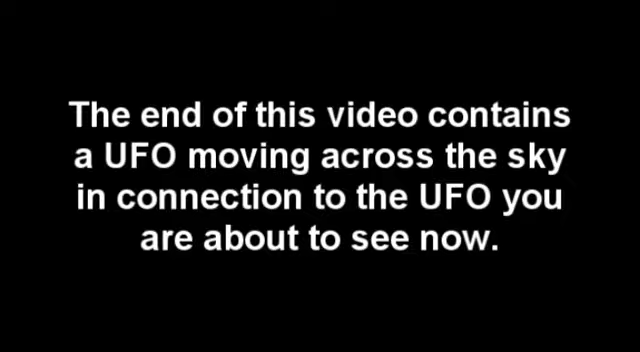 The end of this video contains
a UFO moving across the sky
in connection to the UFO you
are about to see now.